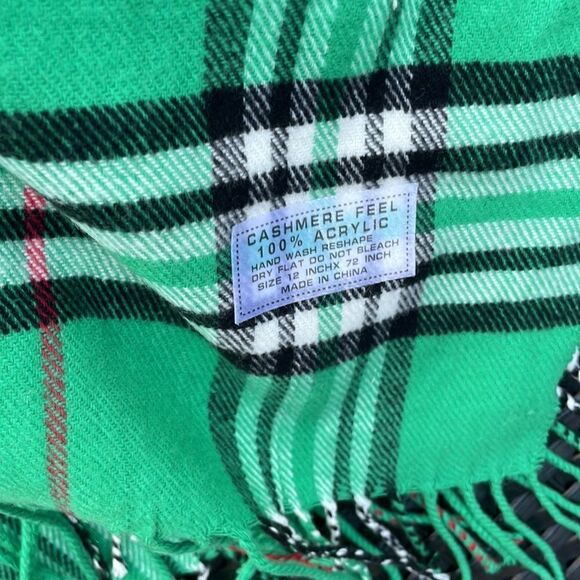 CASHMERE FEEL
100% ACRYLIC
HAND WASH RESHAPE
DRY FLAT DO NOT BLEACH
SIZE 12 INCHX 72 INCH
MADE IN CHINA